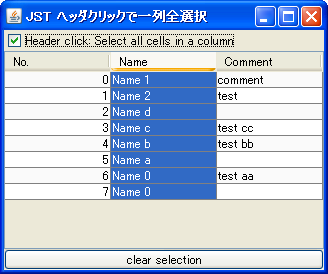 JST ヘッダクリックで一列全選択
Header click: Select all cells in a column
No. Name Comment
0 Name 1 comment
1 Name 2 test
2 Name d
3 Name c test cc
4 Name b test bb
5 Name a
6 Name 0 test aa
7 Name 0
clear selection